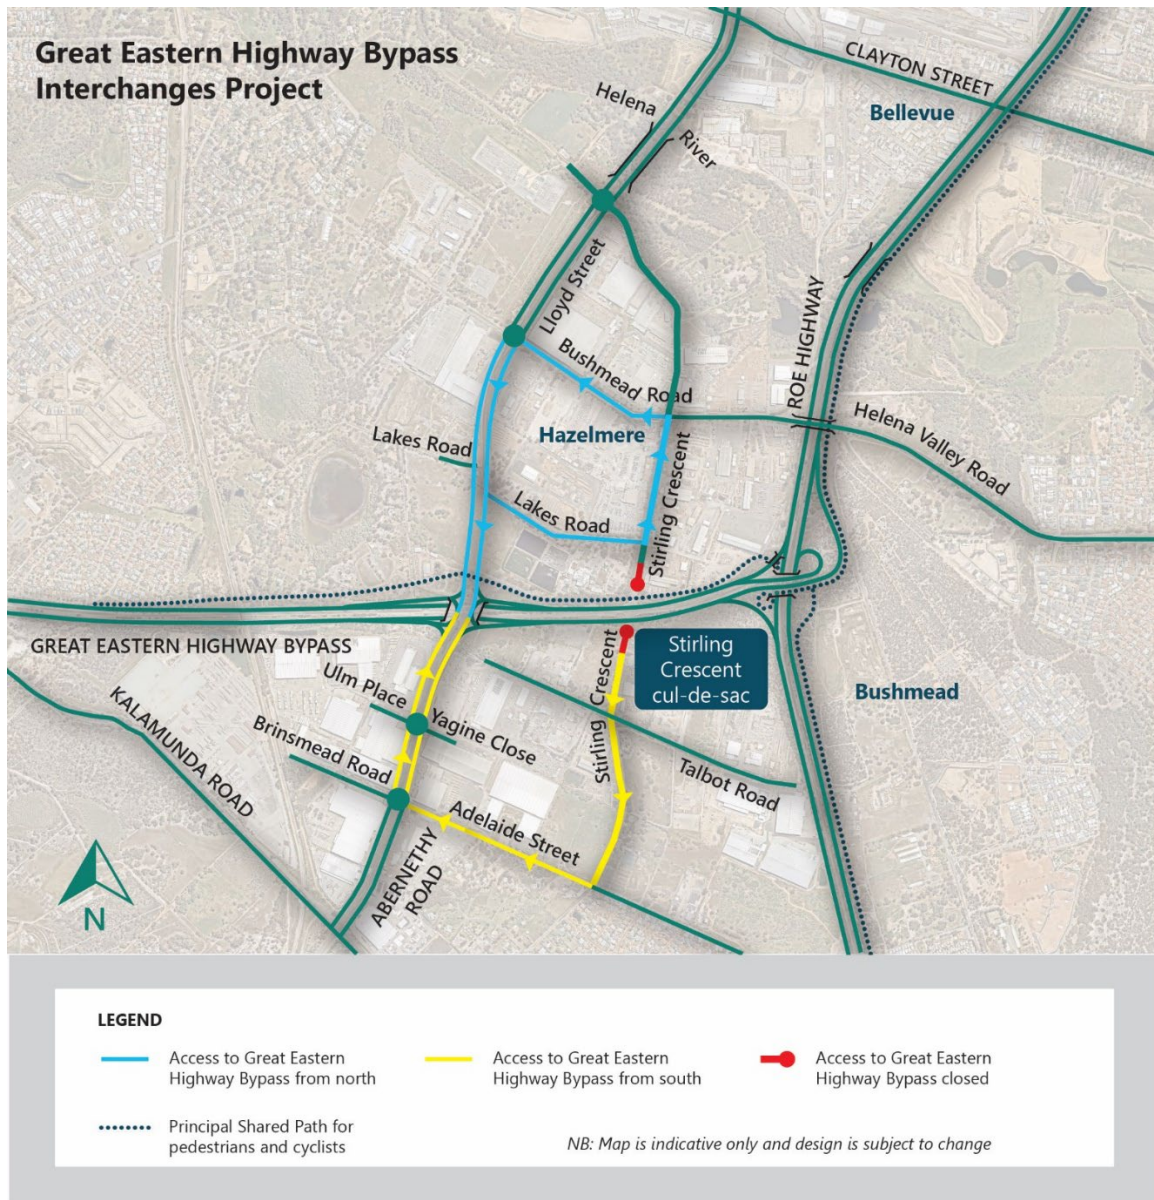 Great Eastern Highway Bypass
Interchanges Project
CLAYTON STREET
Bellevue
Helena
River
Lloyd Street
ROE HIGHWAY
Bushmead Road
Helena Valley Road
Hazelmere
Lakes Road
Stirling Crescent
Lakes Road
GREAT EASTERN HIGHWAY BYPASS
Stirling
Crescent
cul-de-sac
Stirling Crescent
Bushmead
Ulm Place
Yagine Close
KALAMUNDA ROAD
Brinsmead Road
Talbot Road
Adelaide Street
ABERNETHY
ROAD
N
LEGEND
Access to Great Eastern
Highway Bypass from north
Access to Great Eastern
Highway Bypass from south
Access to Great Eastern
Highway Bypass closed
Principal Shared Path for
pedestrians and cyclists
NB: Map is indicative only and design is subject to change